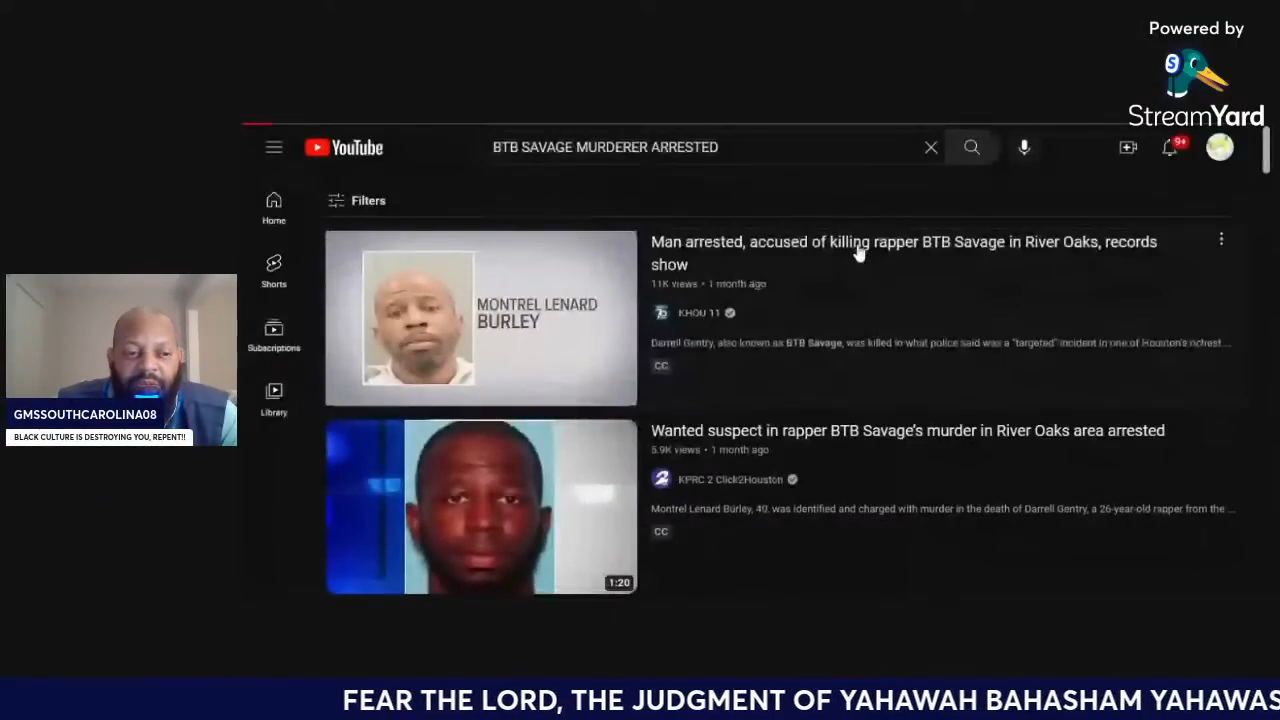 Powered by
StreamYard
YouTube
BTB SAVAGE MURDERER ARRESTED
9+
Home
Shorts
Subscriptions
Library
Filters
MONTREL LENARD
BURLEY
Man arrested, accused of killing rapper BTB Savage in River Oaks, records
show
11K views • 1 month ago
KHOU 11
Darrell Gentry, also known as BTB Savage, was killed in what police said was a "targeted" incident in one of Houston's richest ...
CC
1:20
Wanted suspect in rapper BTB Savage's murder in River Oaks area arrested
5.9K views • 1 month ago
2
KPRC 2 Click2Houston
Montrel Lenard Burley, 40, was identified and charged with murder in the death of Darrell Gentry, a 26-year-old rapper from the ...
CC
GMSSOUTHCAROLINA08
BLACK CULTURE IS DESTROYING YOU, REPENT!!
FEAR THE LORD, THE JUDGMENT OF YAHAWAH BAHASHAM YAHAWAS